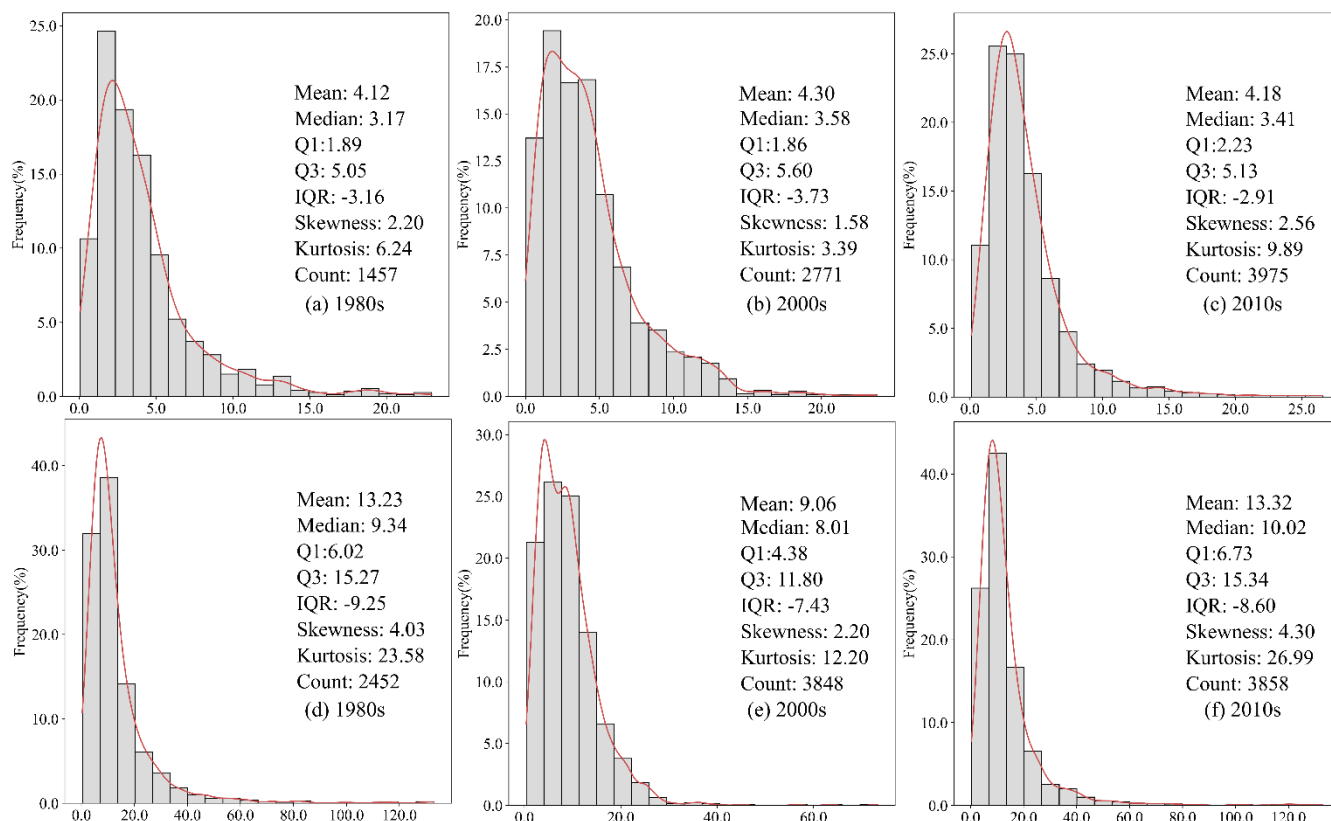 25.0
20.0
15.0
10.0
5.0
0.0
Frequency(%)
Mean: 4.12
Median: 3.17
Q1:1.89
Q3: 5.05
IQR: -3.16
Skewness: 2.20
Kurtosis: 6.24
Count: 1457
(a) 1980s
0.0 5.0 10.0 15.0 20.0
20.0
17.5
15.0
12.5
10.0
7.5
5.0
2.5
0.0
Frequency(%)
Mean: 4.30
Median: 3.58
Q1:1.86
Q3: 5.60
IQR: -3.73
Skewness: 1.58
Kurtosis: 3.39
Count: 2771
(b) 2000s
0.0 5.0 10.0 15.0 20.0
25.0
20.0
15.0
10.0
5.0
0.0
Frequency(%)
Mean: 4.18
Median: 3.41
Q1:2.23
Q3: 5.13
IQR: -2.91
Skewness: 2.56
Kurtosis: 9.89
Count: 3975
(c) 2010s
0.0 5.0 10.0 15.0 20.0 25.0
40.0
30.0
20.0
10.0
0.0
Frequency(%)
Mean: 13.23
Median: 9.34
Q1:6.02
Q3: 15.27
IQR: -9.25
Skewness: 4.03
Kurtosis: 23.58
Count: 2452
(d) 1980s
0.0 20.0 40.0 60.0 80.0 100.0 120.0
30.0
25.0
20.0
15.0
10.0
5.0
0.0
Frequency(%)
Mean: 9.06
Median: 8.01
Q1:4.38
Q3: 11.80
IQR: -7.43
Skewness: 2.20
Kurtosis: 12.20
Count: 3848
(e) 2000s
0.0 20.0 40.0 60.0
40.0
30.0
20.0
10.0
0.0
Frequency(%)
Mean: 13.32
Median: 10.02
Q1:6.73
Q3: 15.34
IQR: -8.60
Skewness: 4.30
Kurtosis: 26.99
Count: 3858
(f) 2010s
0.0 20.0 40.0 60.0 80.0 100.0 120.0